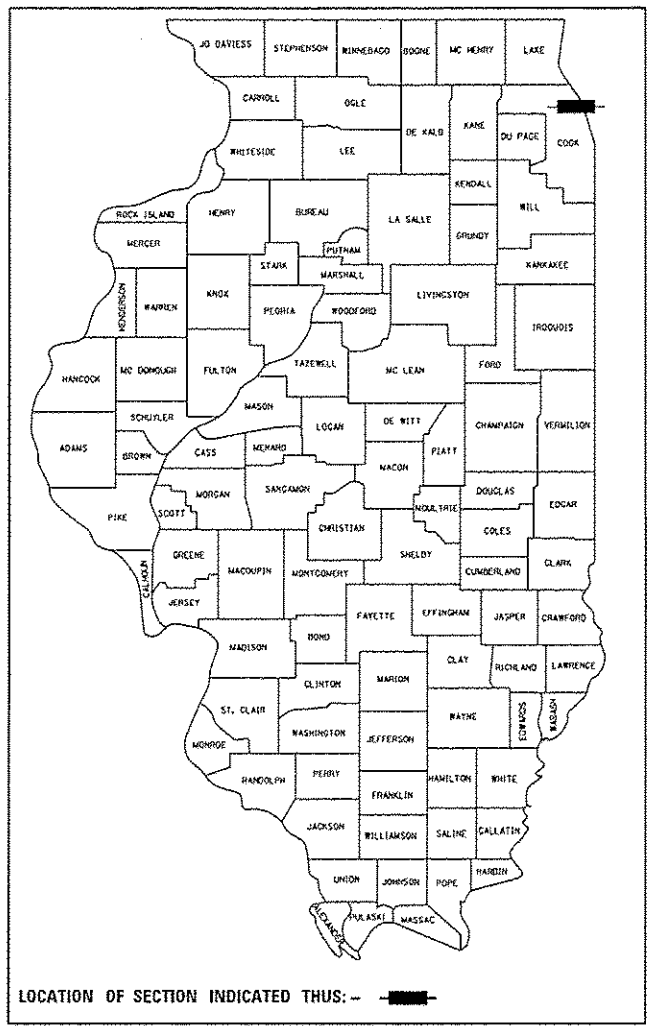 JO DAVIESS
STEPHENSON
WINNEBAGO
BOONE
MC HENRY
LAKE
CARROLL
OGLE
DE KALB
KANE
DU PAGE
COOK
WHITESIDE
LEE
KENDALL
WILL
ROCK ISLAND
HENRY
BUREAU
LA SALLE
GRUNDY
MERCER
PUTNAM
STARK
MARSHALL
KANKAKEE
HENDERSON
WARREN
KNOX
PEORIA
WOODFORD
LIVINGSTON
IROQUOIS
HANCOCK
MC DONOUGH
FULTON
TAZEWELL
MC LEAN
FORD
MASON
SCHUYLER
LOGAN
DE WITT
CHAMPAIGN
VERMILION
ADAMS
BROWN
CASS
MENARD
PIATT
MACON
MORGAN
SANGAMON
DOUGLAS
EDGAR
PIKE
SCOTT
CHRISTIAN
MOULTRIE
COLES
GREENE
MACOUPIN
MONTGOMERY
SHELBY
CUMBERLAND
CLARK
CALHOUN
JERSEY
FAYETTE
EFFINGHAM
JASPER
CRAWFORD
MADISON
BOND
CLAY
RICHLAND
LAWRENCE
CLINTON
MARION
ST. CLAIR
WAYNE
EDWARDS
WABASH
WASHINGTON
JEFFERSON
MONROE
RANDOLPH
PERRY
HAMILTON
WHITE
FRANKLIN
JACKSON
WILLIAMSON
SALINE
GALLATIN
UNION
JOHNSON
POPE
HARDIN
ALEXANDER
PULASKI
MASSAC
LOCATION OF SECTION INDICATED THUS: -